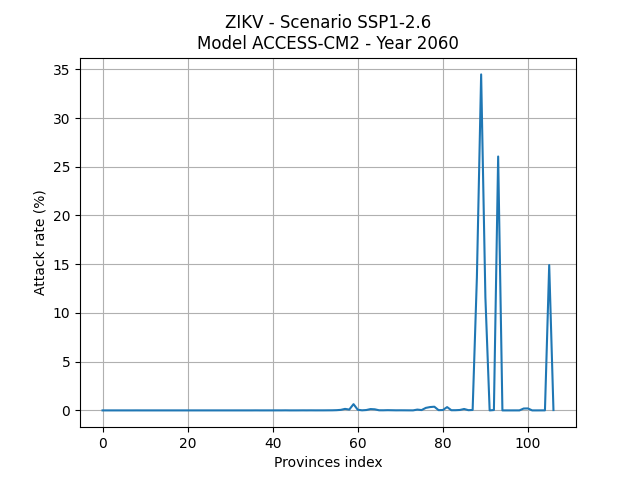 ZIKV - Scenario SSP1-2.6
Model ACCESS-CM2 - Year 2060
35
30
25
20
15
10
5
0
Attack rate (%)
0 20 40 60 80 100
Provinces index